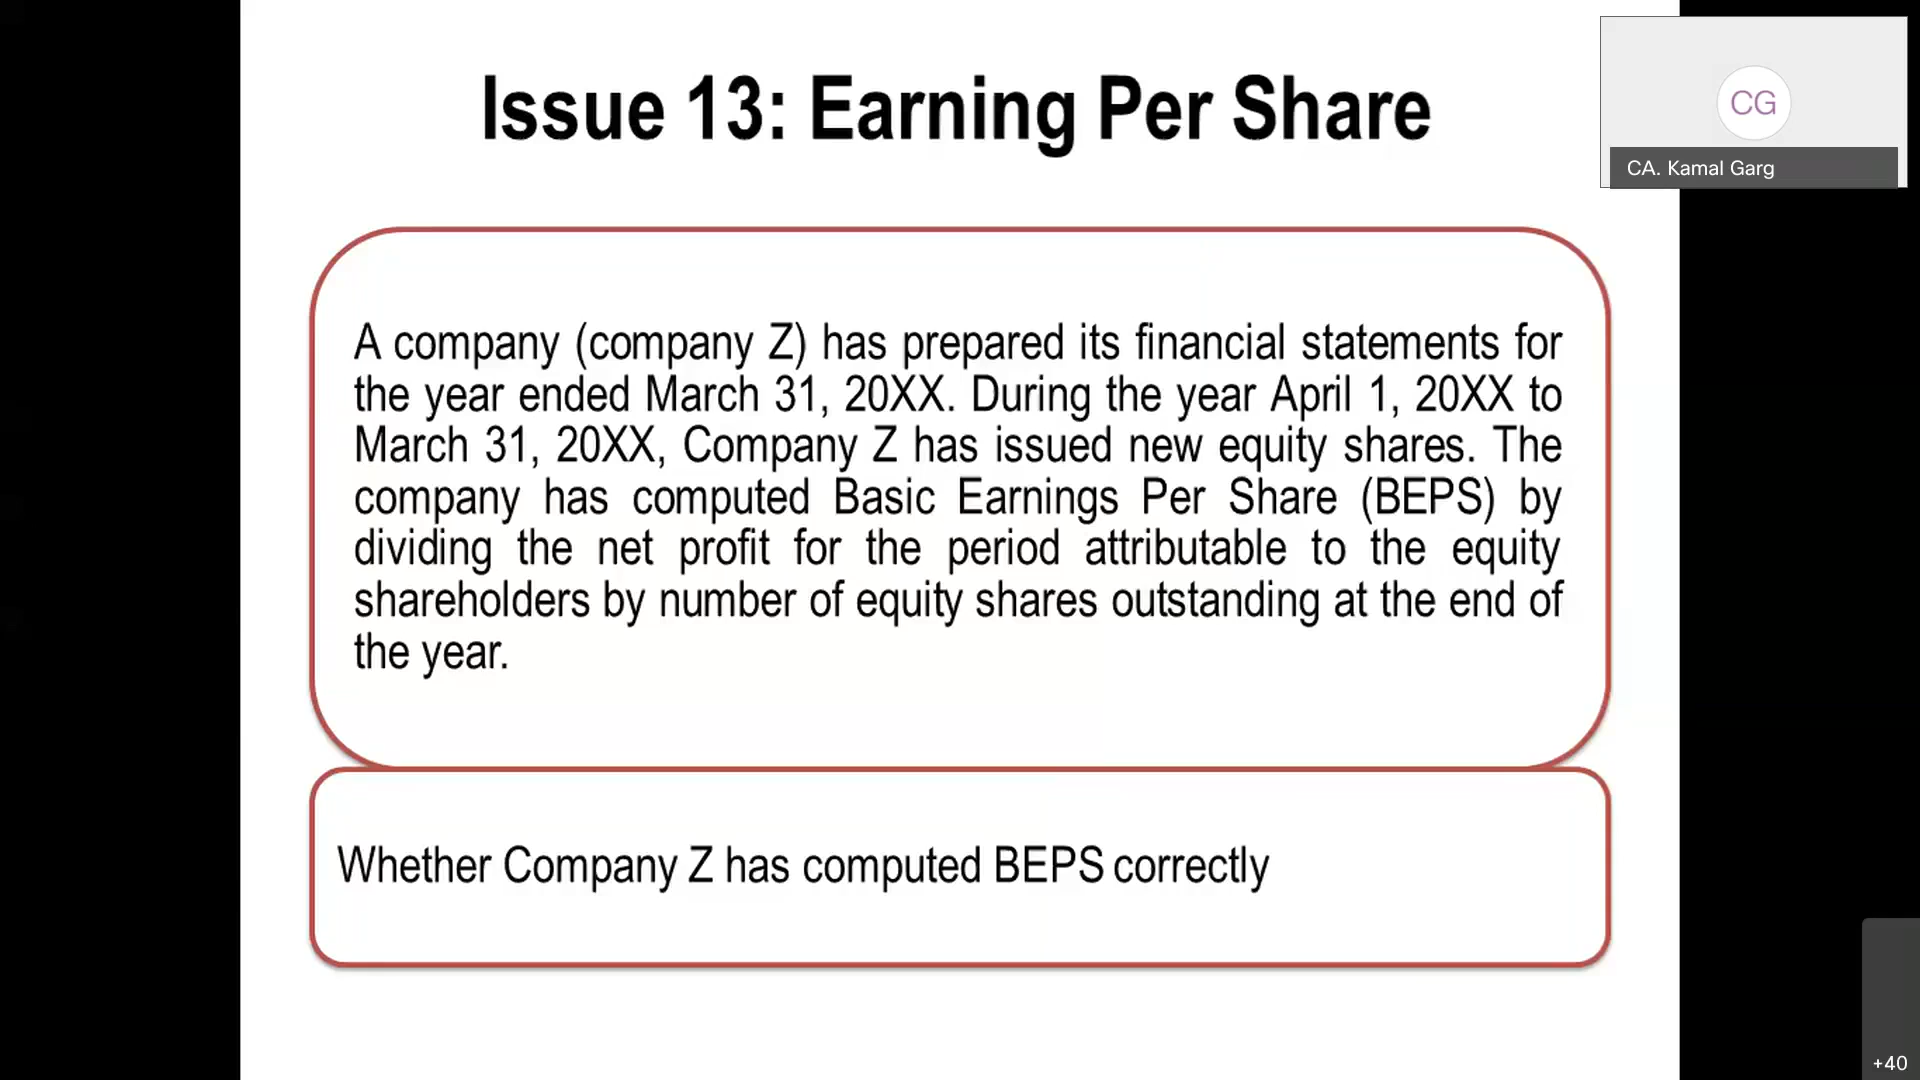 Issue 13: Earning Per Share
CG
CA. Kamal Garg
A company (company Z) has prepared its financial statements for
the year ended March 31, 20XX. During the year April 1, 20XX to
March 31, 20XX, Company Z has issued new equity shares. The
company has computed Basic Earnings Per Share (BEPS) by
dividing the net profit for the period attributable to the equity
shareholders by number of equity shares outstanding at the end of
the year.
Whether Company Z has computed BEPS correctly
+40